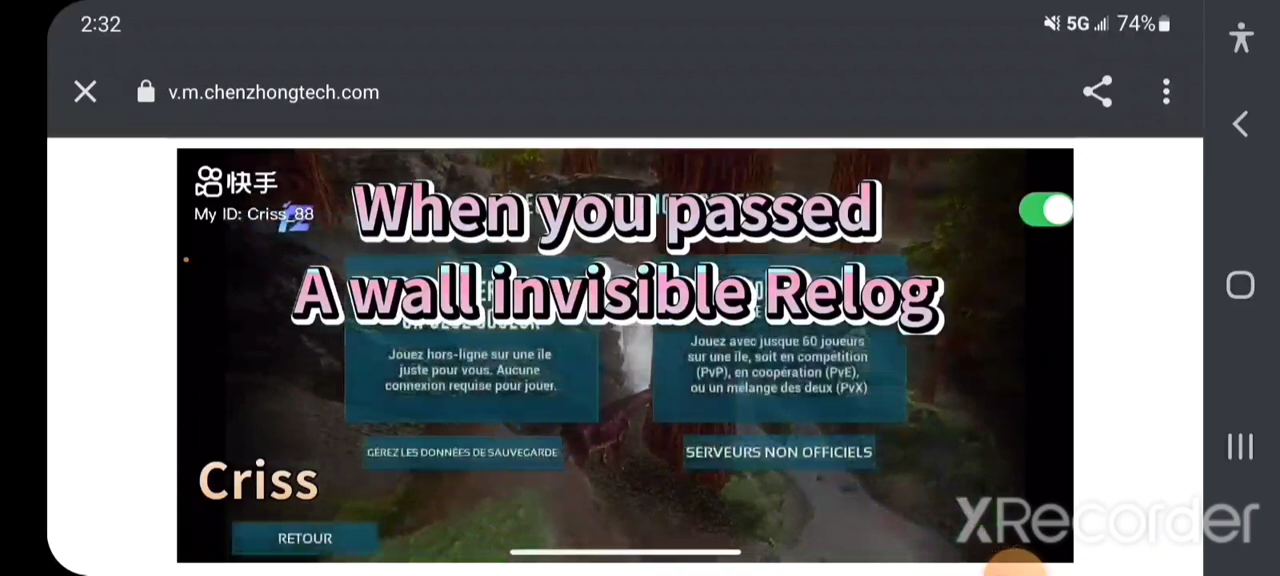 2:32
5G 74%
v.m.chenzhongtech.com
快手
My ID: Criss_88
When you passed
A wall invisible Relog
Jouez hors-ligne sur une île
juste pour vous. Aucune
connexion requise pour jouer.
Jouez avec jusque 60 joueurs
sur une île, soit en compétition
(PvP), en coopération (PvE),
ou un mélange des deux (PvX)
GÉREZ LES DONNÉES DE SAUVEGARDE
SERVEURS NON OFFICIELS
Criss
RETOUR
XRecorder